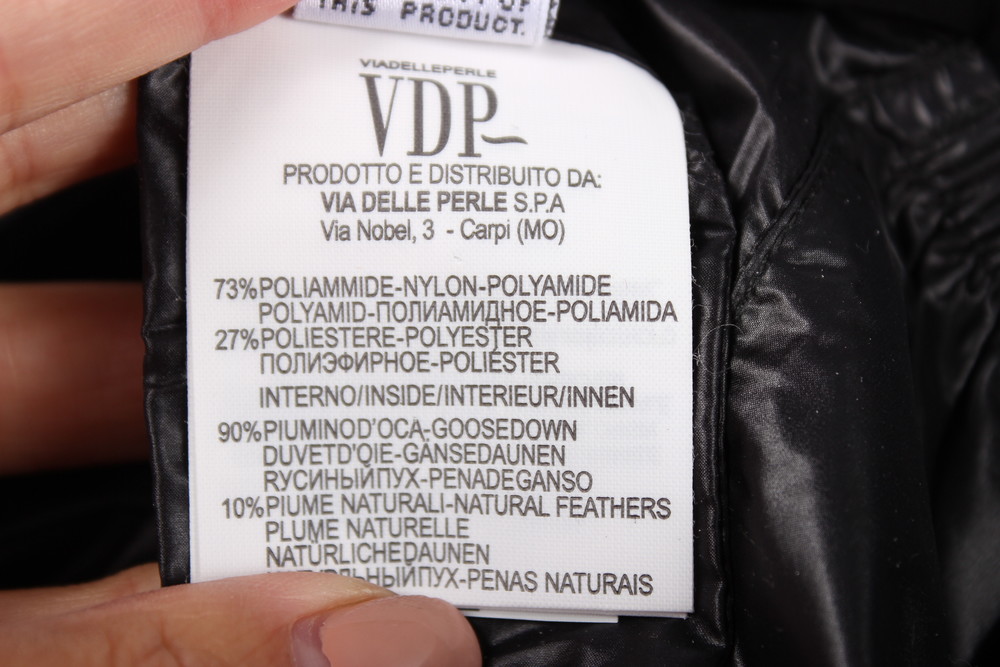 THIS PRODUCT.
VIADELLEPERLE
VDP
PRODOTTO E DISTRIBUITO DA:
VIA DELLE PERLE S.P.A
Via Nobel, 3 - Carpi (MO)
73% POLIAMMIDE-NYLON-POLYAMIDE
POLYAMID-ПОЛИАМИДНОЕ-POLIAMIDA
27% POLIESTERE-POLYESTER
ПОЛИЭФИРНОЕ-POLIÉSTER
INTERNO/INSIDE/INTERIEUR/INNEN
90% PIUMINOD'OCA-GOOSEDOWN
DUVETD'OIE-GÄNSEDAUNEN
RУСИНЫЙПУХ-PENADEGANSO
10% PIUME NATURALI-NATURAL FEATHERS
PLUME NATURELLE
NATÜRLICHEDAUNEN
PENAS NATURAIS